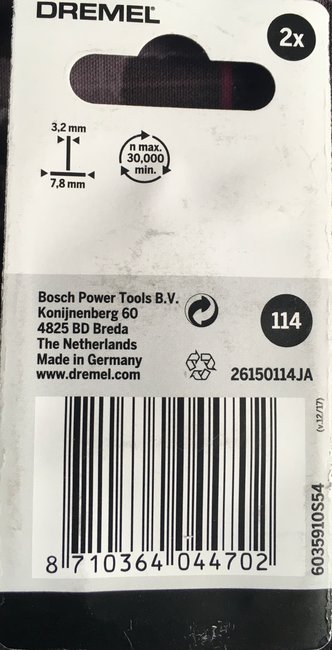 DREMEL
2x
3,2 mm
7,8 mm
n max.
30,000
min.
Bosch Power Tools B.V.
Konijnenberg 60
4825 BD Breda
The Netherlands
Made in Germany
www.dremel.com
114
26150114JA
(v.12/17)
6035910S54
8 710364 044702